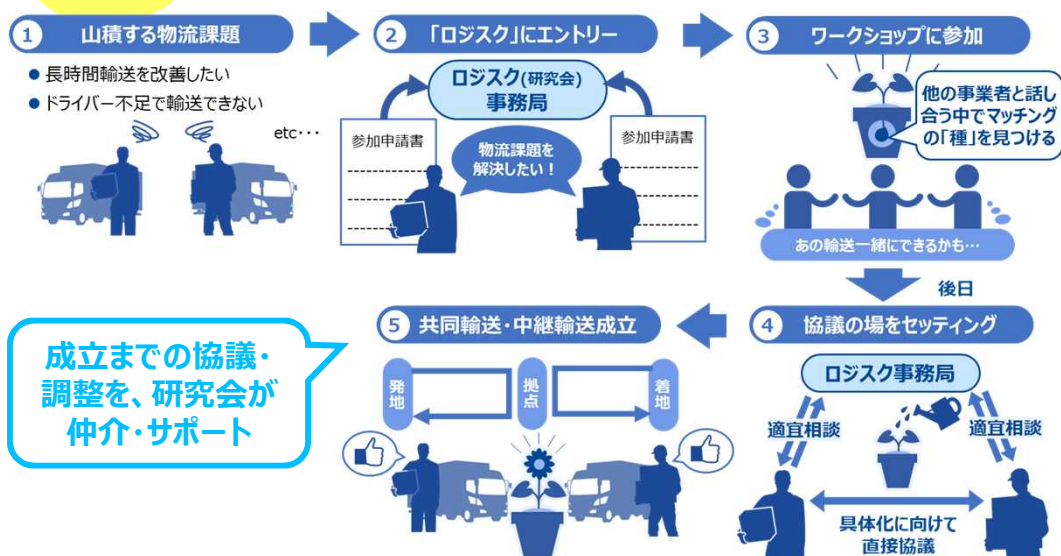 1 山積する物流課題
● 長時間輸送を改善したい
● ドライバー不足で輸送できない
etc…
2 「ロジスク」にエントリー
ロジスク(研究会)
事務局
参加申請書
参加申請書
物流課題を
解決したい！
3 ワークショップに参加
他の事業者と話し
合う中でマッチング
の「種」を見つける
あの輸送一緒にできるかも…
後日
4 協議の場をセッティング
ロジスク事務局
適宜相談
適宜相談
具体化に向けて
直接協議
5 共同輸送・中継輸送成立
発地
拠点
着地
成立までの協議・
調整を、研究会が
仲介・サポート